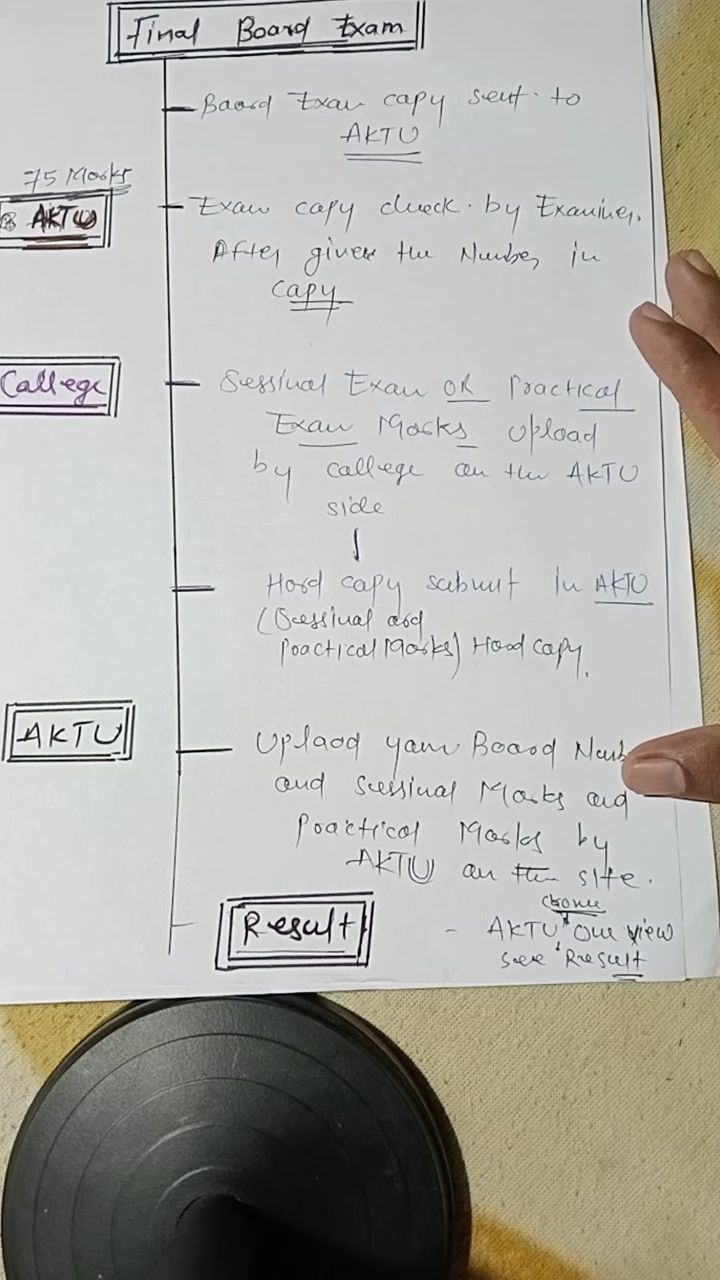 Final Board Exam
Board Exam copy sent to
AKTU
75 Marks
AKTU
Exam copy check by Examiner.
After given the Number in
Copy
College
Sessional Exam OR Practical
Exam Marks Upload
by college on the AKTU
side
Hard copy submit in AKTU
(Sessional and
Practical Marks) Hard copy.
AKTU
Upload your Board
and Sessional Marks and
Practical Marks by
AKTU on the site.
Result
- AKTU One view
see Result